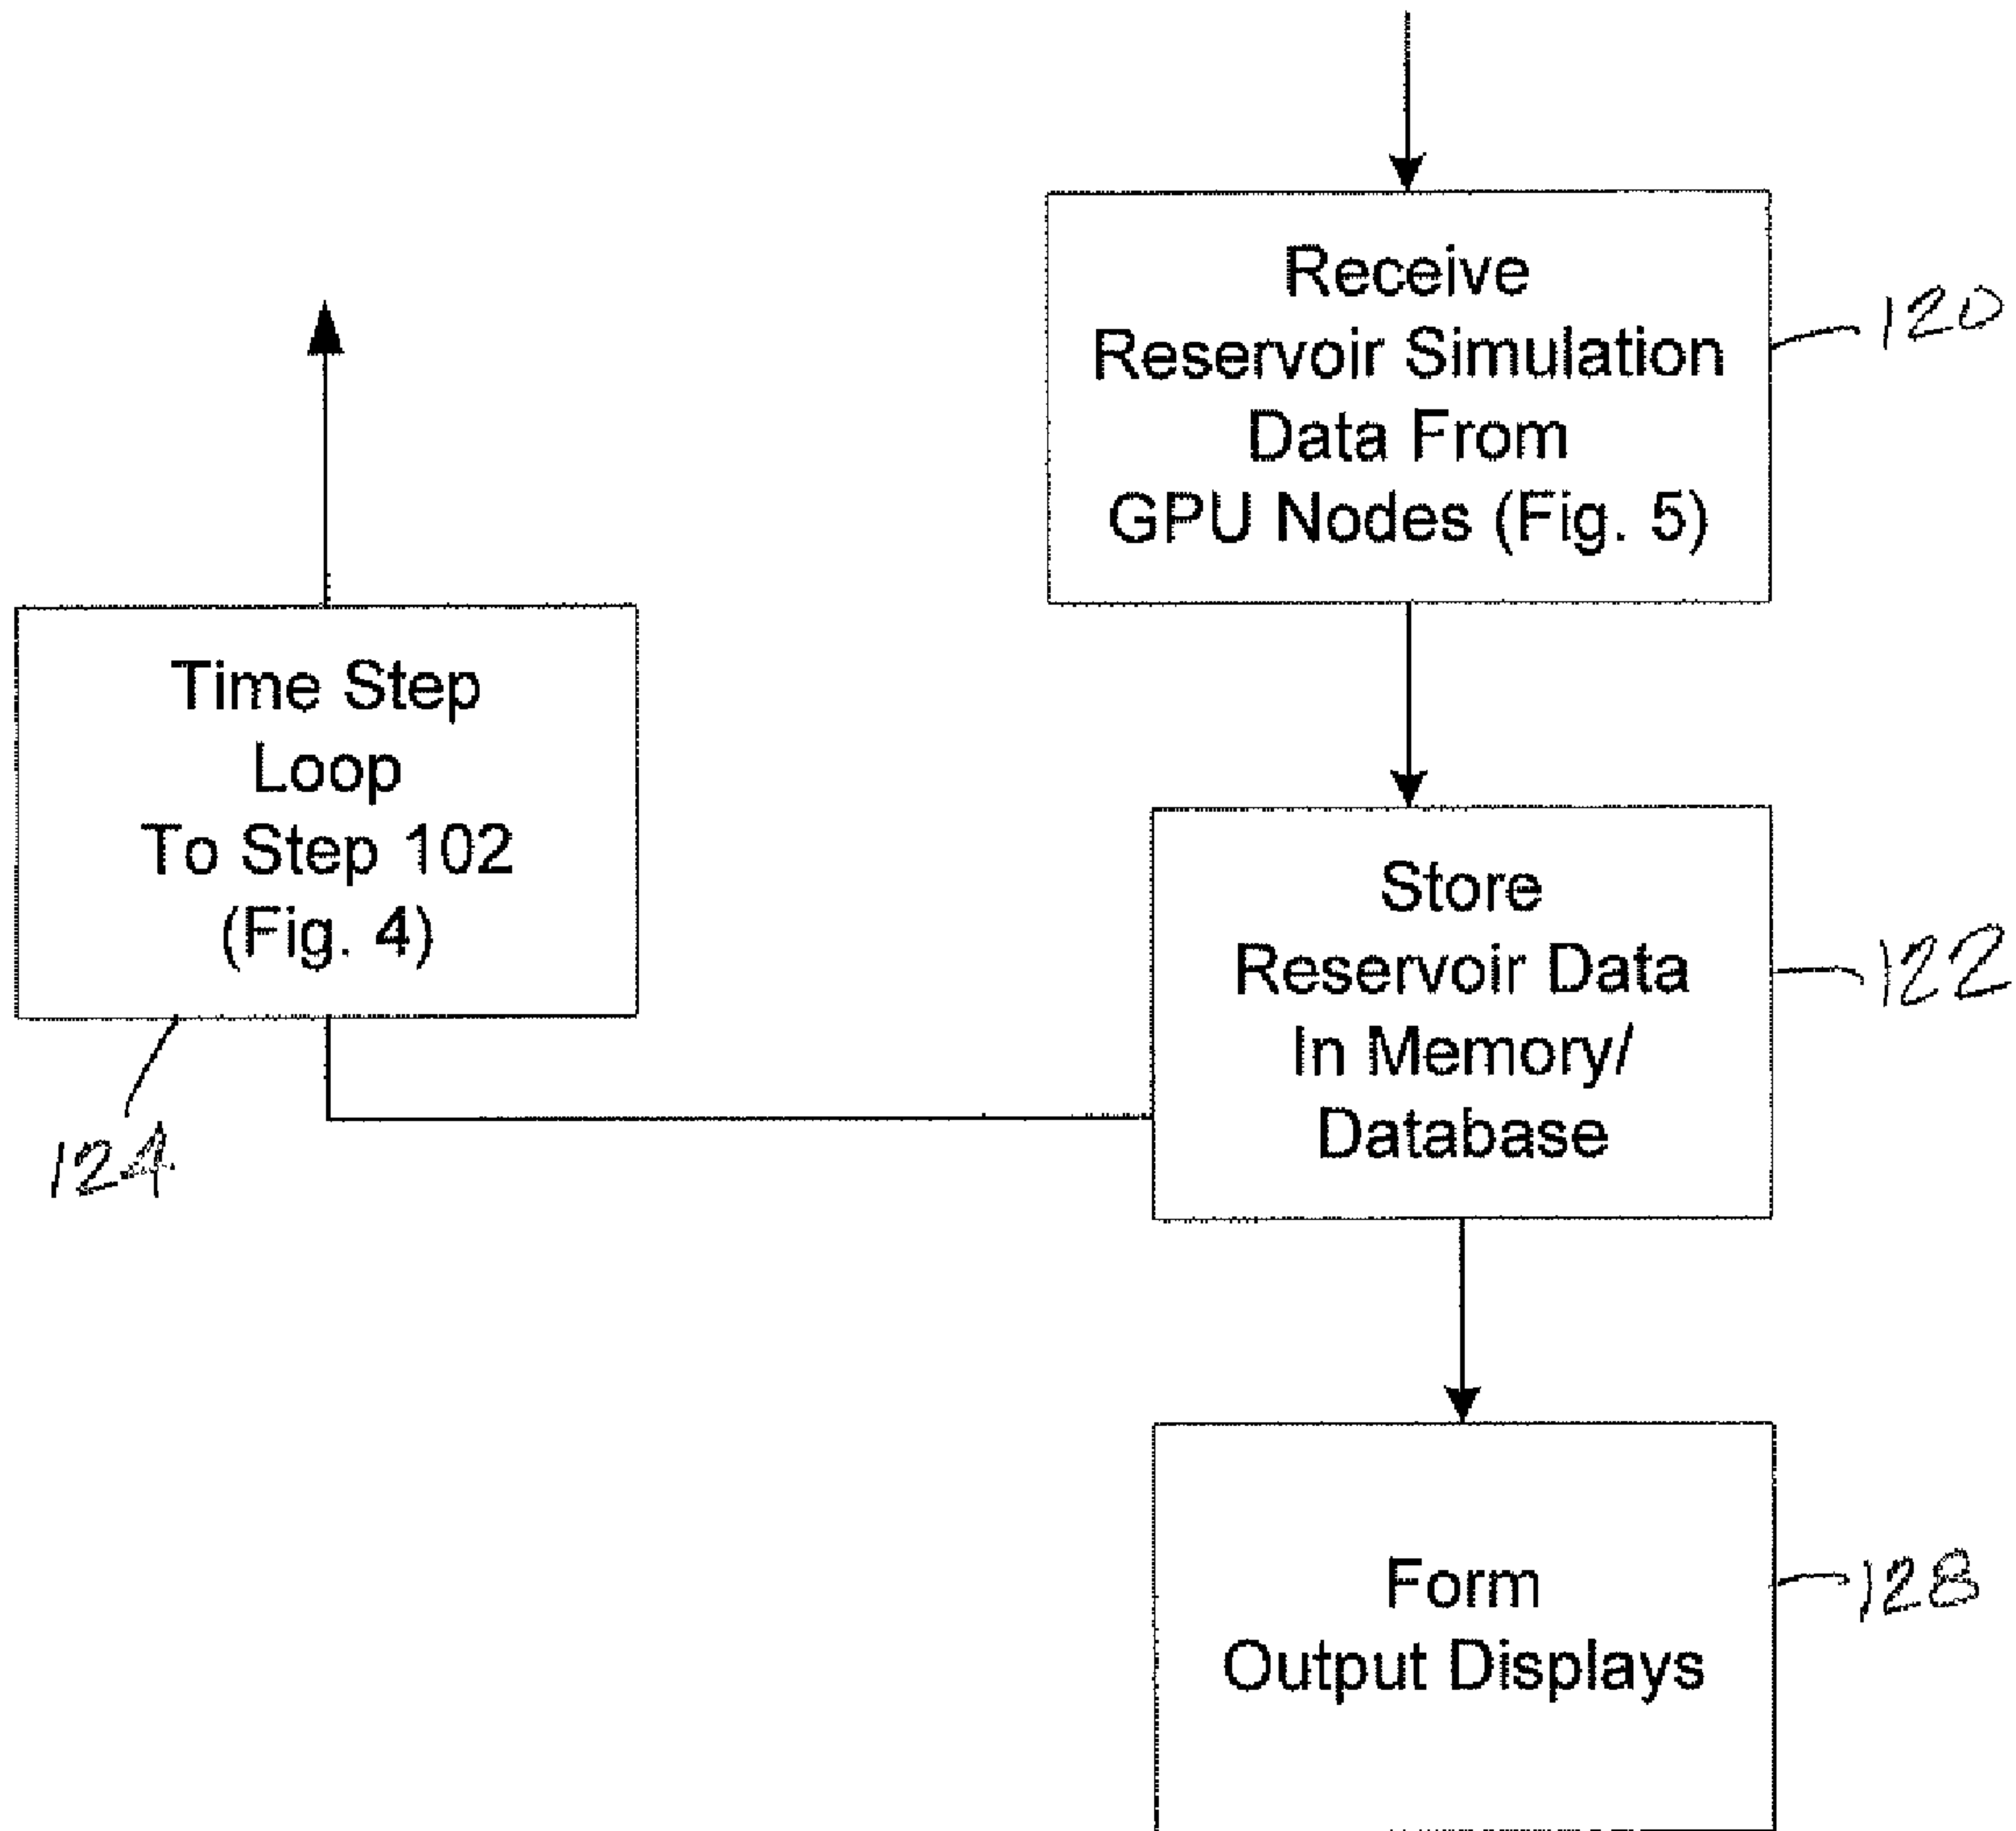 Receive
Reservoir Simulation
Data From
GPU Nodes (Fig. 5)
120
Time Step
Loop
To Step 102
(Fig. 4)
124
Store
Reservoir Data
In Memory/
Database
122
Form
Output Displays
128